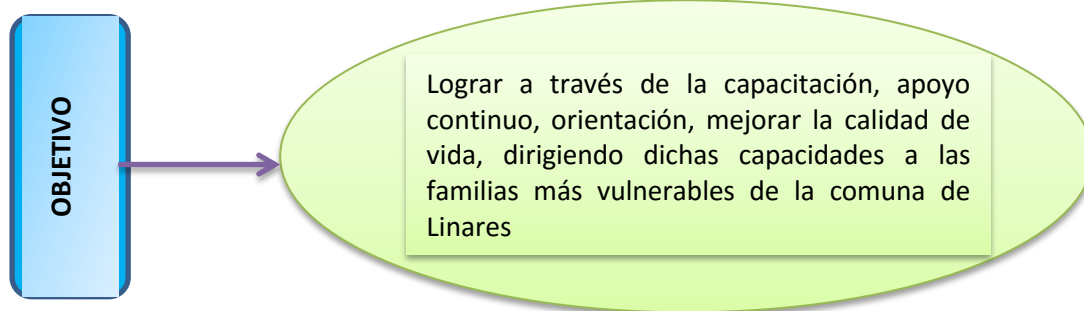 OBJETIVO
Lograr a través de la capacitación, apoyo
continuo, orientación, mejorar la calidad de
vida, dirigiendo dichas capacidades a las
familias más vulnerables de la comuna de
Linares